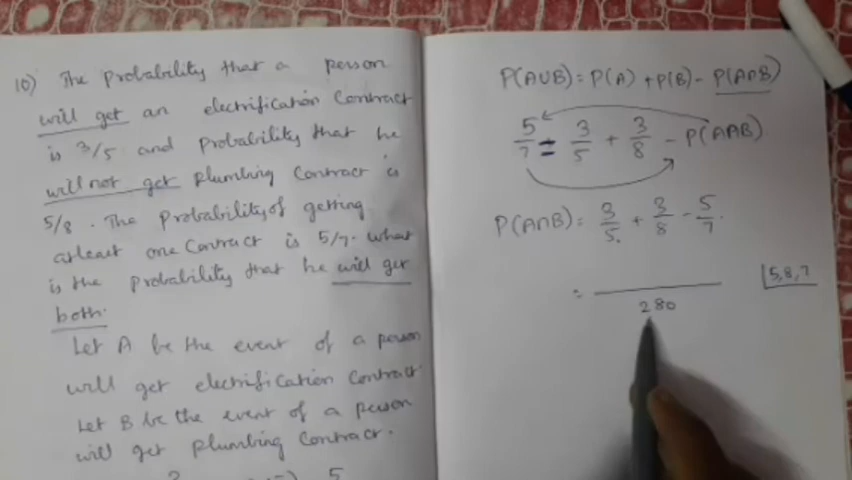 10) The Probability that a person
will get an electrification Contract
is 3/5 and Probability that he
will not get plumbing Contract is
5/8. The Probability of getting
atleast one Contract is 5/7. what
is the probability that he will get
both.
Let A be the event of a person
will get electrification Contract.
Let B be the event of a person
will get plumbing Contract.
P(A∪B) = P(A) + P(B) - P(A∩B)
5/7 = 3/5 + 3/8 - P(A∩B)
P(A∩B) = 3/5 + 3/8 - 5/7.
= 
280
5,8,7